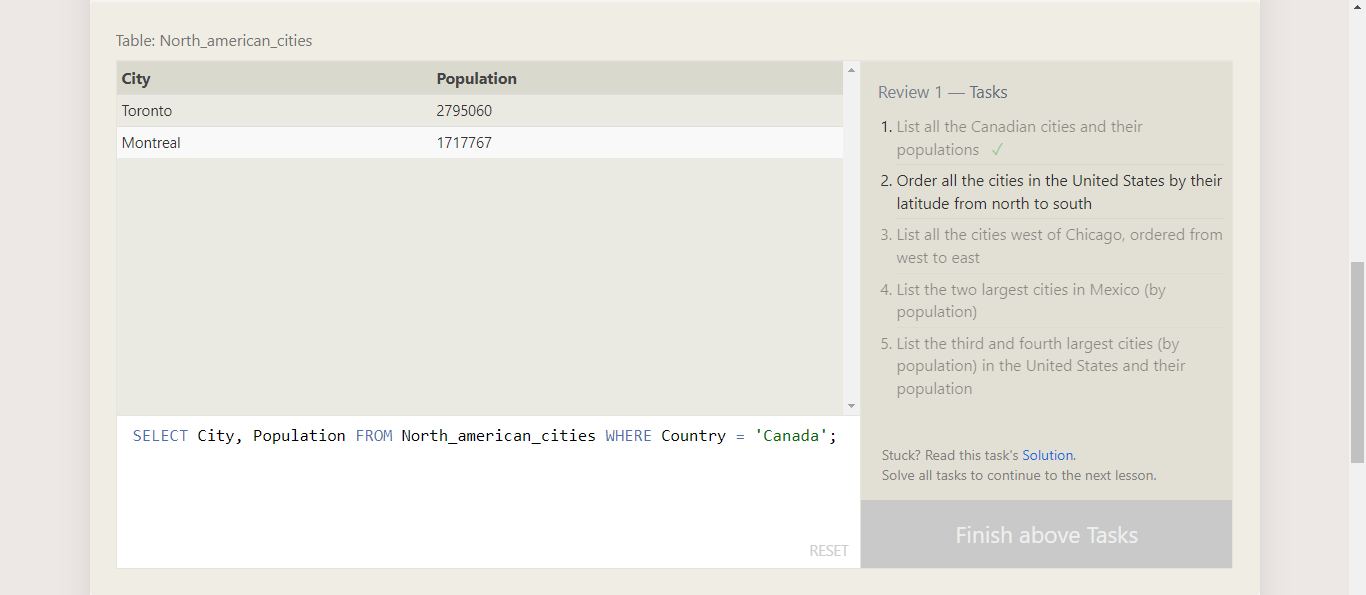 Table: North_american_cities
City Population
Toronto 2795060
Montreal 1717767
SELECT City, Population FROM North_american_cities WHERE Country = 'Canada';
RESET
Review 1 — Tasks
1. List all the Canadian cities and their
populations ✓
2. Order all the cities in the United States by their
latitude from north to south
3. List all the cities west of Chicago, ordered from
west to east
4. List the two largest cities in Mexico (by
population)
5. List the third and fourth largest cities (by
population) in the United States and their
population
Stuck? Read this task's Solution.
Solve all tasks to continue to the next lesson.
Finish above Tasks